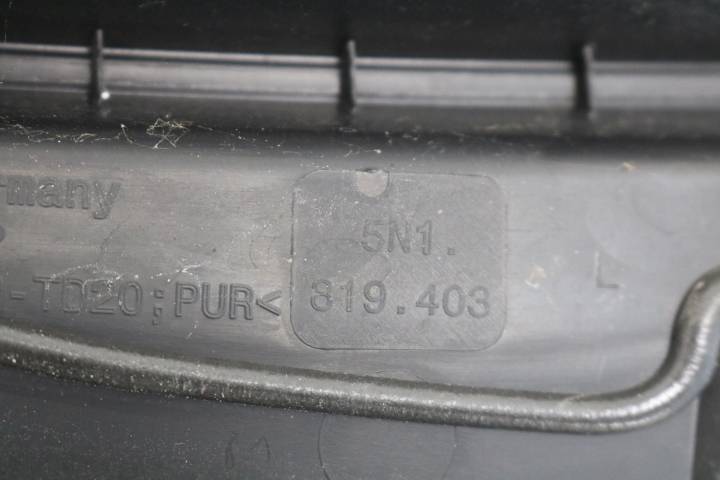 rmany
5N1.
-TD20;PUR< 819.403
L